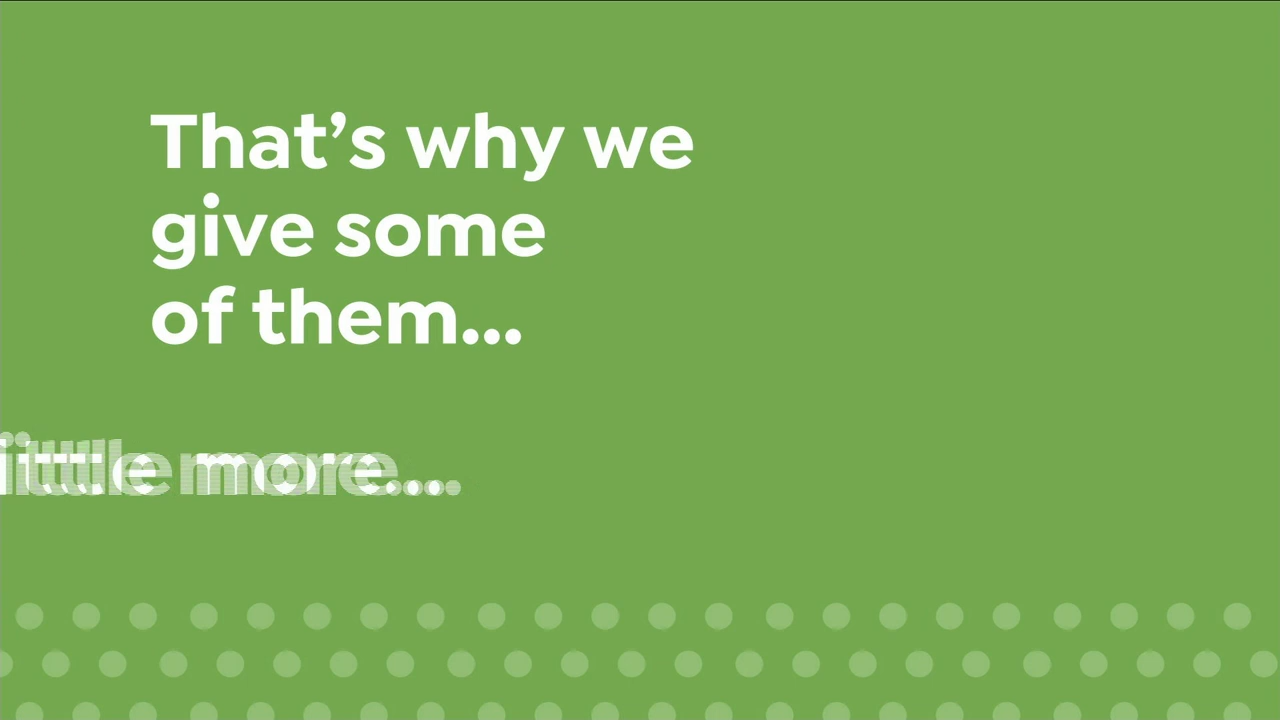 That’s why we
give some
of them...
little more...